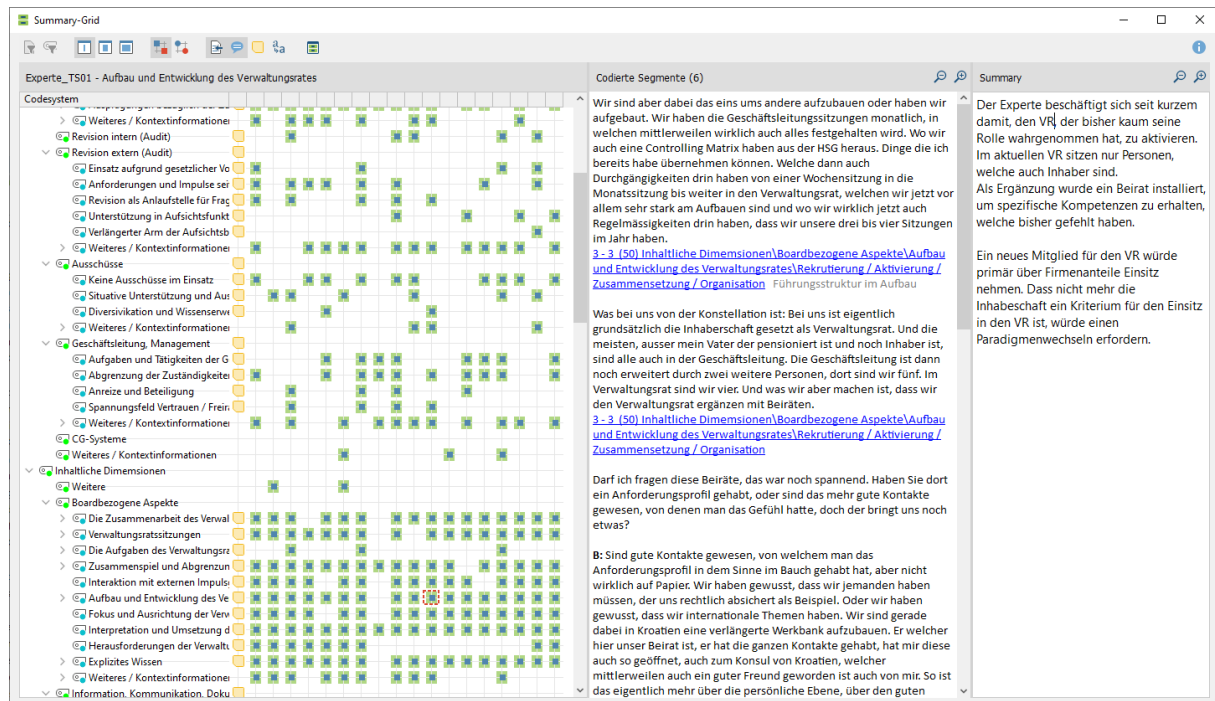 Summary-Grid
Experte_TS01 - Aufbau und Entwicklung des Verwaltungsrates
Codesystem
Weiteres / Kontextinformationer
Revision intern (Audit)
Revision extern (Audit)
Einsatz aufgrund gesetzlicher Vo
Anforderungen und Impulse sei
Revision als Anlaufstelle für Frag
Unterstützung in Aufsichtsfunkt
Verlängerter Arm der Aufsichtsb
Weiteres / Kontextinformationer
Ausschüsse
Keine Ausschüsse im Einsatz
Situative Unterstützung und Aus
Diversivikation und Wissenserwe
Weiteres / Kontextinformationer
Geschäftsleitung, Management
Aufgaben und Tätigkeiten der G
Abgrenzung der Zuständigkeiter
Anreize und Beteiligung
Spannungsfeld Vertrauen / Freir
Weiteres / Kontextinformationer
CG-Systeme
Weiteres / Kontextinformationen
Inhaltliche Dimensionen
Weitere
Boardbezogene Aspekte
Die Zusammenarbeit des Verwal
Verwaltungsratssitzungen
Die Aufgaben des Verwaltungsra
Zusammenspiel und Abgrenzun
Interaktion mit externen Impuls
Aufbau und Entwicklung des Ve
Fokus und Ausrichtung der Verw
Interpretation und Umsetzung d
Herausforderungen der Verwaltu
Explizites Wissen
Weiteres / Kontextinformationer
Information, Kommunikation, Doku
Codierte Segmente (6)
Wir sind aber dabei das eins ums andere aufzubauen oder haben wir
aufgebaut. Wir haben die Geschäftsleitungssitzungen monatlich, in
welchen mittlerweilen wirklich auch alles festgehalten wird. Wo wir
auch eine Controlling Matrix haben aus der HSG heraus. Dinge die ich
bereits habe übernehmen können. Welche dann auch
Durchgängigkeiten drin haben von einer Wochensitzung in die
Monatssitzung bis weiter in den Verwaltungsrat, welchen wir jetzt vor
allem sehr stark am Aufbauen sind und wo wir wirklich jetzt auch
Regelmässigkeiten drin haben, dass wir unsere drei bis vier Sitzungen
im Jahr haben.
3 - 3 (50) Inhaltliche Dimensionen\Boardbezogene Aspekte\Aufbau
und Entwicklung des Verwaltungsrates\Rekrutierung / Aktivierung /
Zusammensetzung / Organisation Führungsstruktur im Aufbau
Was bei uns von der Konstellation ist: Bei uns ist eigentlich
grundsätzlich die Inhaberschaft gesetzt als Verwaltungsrat. Und die
meisten, ausser mein Vater der pensioniert ist und noch Inhaber ist,
sind alle auch in der Geschäftsleitung. Die Geschäftsleitung ist dann
noch erweitert durch zwei weitere Personen, dort sind wir fünf. Im
Verwaltungsrat sind wir vier. Und was wir aber machen ist, dass wir
den Verwaltungsrat ergänzen mit Beiräten.
3 - 3 (50) Inhaltliche Dimensionen\Boardbezogene Aspekte\Aufbau
und Entwicklung des Verwaltungsrates\Rekrutierung / Aktivierung /
Zusammensetzung / Organisation
Darf ich fragen diese Beiräte, das war noch spannend. Haben Sie dort
ein Anforderungsprofil gehabt, oder sind das mehr gute Kontakte
gewesen, von denen man das Gefühl hatte, doch der bringt uns noch
etwas?
B: Sind gute Kontakte gewesen, von welchem man das
Anforderungsprofil in dem Sinne im Bauch gehabt hat, aber nicht
wirklich auf Papier. Wir haben gewusst, dass wir jemanden haben
müssen, der uns rechtlich absichert als Beispiel. Oder wir haben
gewusst, dass wir internationale Themen haben. Wir sind gerade
dabei in Kroatien eine verlängerte Werkbank aufzubauen. Er welcher
hier unser Beirat ist, er hat die ganzen Kontakte gehabt, hat mir diese
auch so geöffnet, auch zum Konsul von Kroatien, welcher
mittlerweilen auch ein guter Freund geworden ist auch von mir. So ist
das eigentlich mehr über die persönliche Ebene, über den guten
Summary
Der Experte beschäftigt sich seit kurzem
damit, den VR, der bisher kaum seine
Rolle wahrgenommen hat, zu aktivieren.
Im aktuellen VR sitzen nur Personen,
welche auch Inhaber sind.
Als Ergänzung wurde ein Beirat installiert,
um spezifische Kompetenzen zu erhalten,
welche bisher gefehlt haben.
Ein neues Mitglied für den VR würde
primär über Firmenanteile Einsitz
nehmen. Dass nicht mehr die
Inhabeschaft ein Kriterium für den Einsitz
in den VR ist, würde einen
Paradigmenwechseln erfordern.